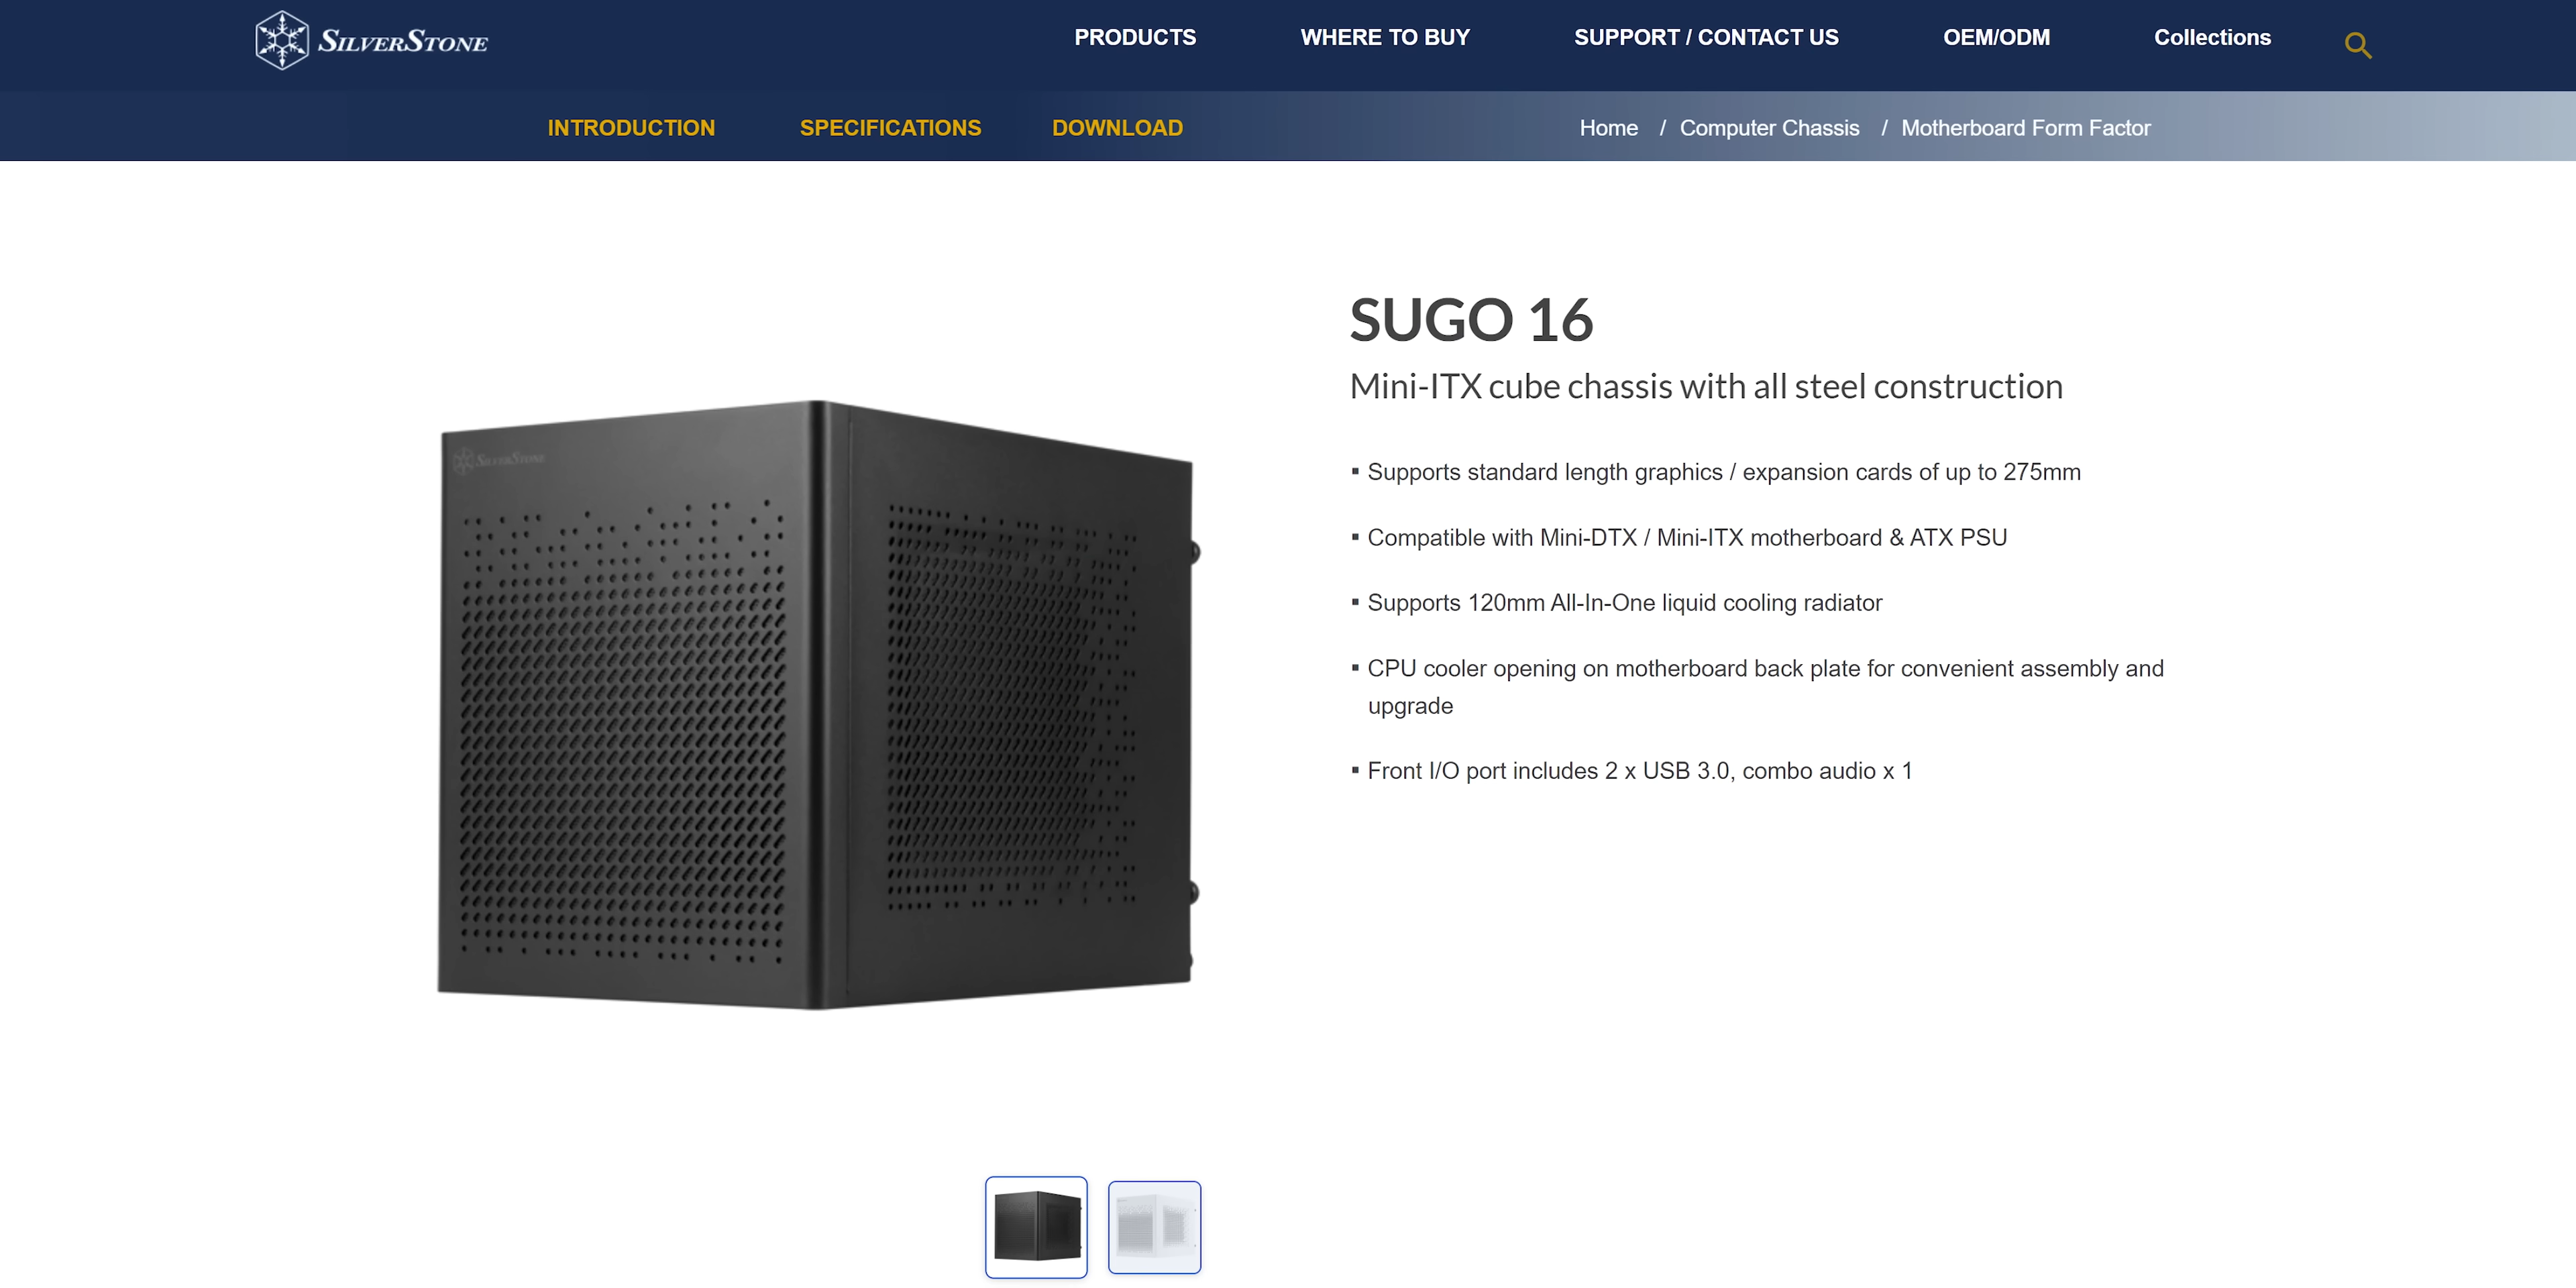 SILVERSTONE
PRODUCTS
WHERE TO BUY
SUPPORT / CONTACT US
OEM/ODM
Collections
INTRODUCTION
SPECIFICATIONS
DOWNLOAD
Home / Computer Chassis / Motherboard Form Factor
SILVERSTONE
SUGO 16
Mini-ITX cube chassis with all steel construction
▪ Supports standard length graphics / expansion cards of up to 275mm
▪ Compatible with Mini-DTX / Mini-ITX motherboard & ATX PSU
▪ Supports 120mm All-In-One liquid cooling radiator
▪ CPU cooler opening on motherboard back plate for convenient assembly and
upgrade
▪ Front I/O port includes 2 x USB 3.0, combo audio x 1